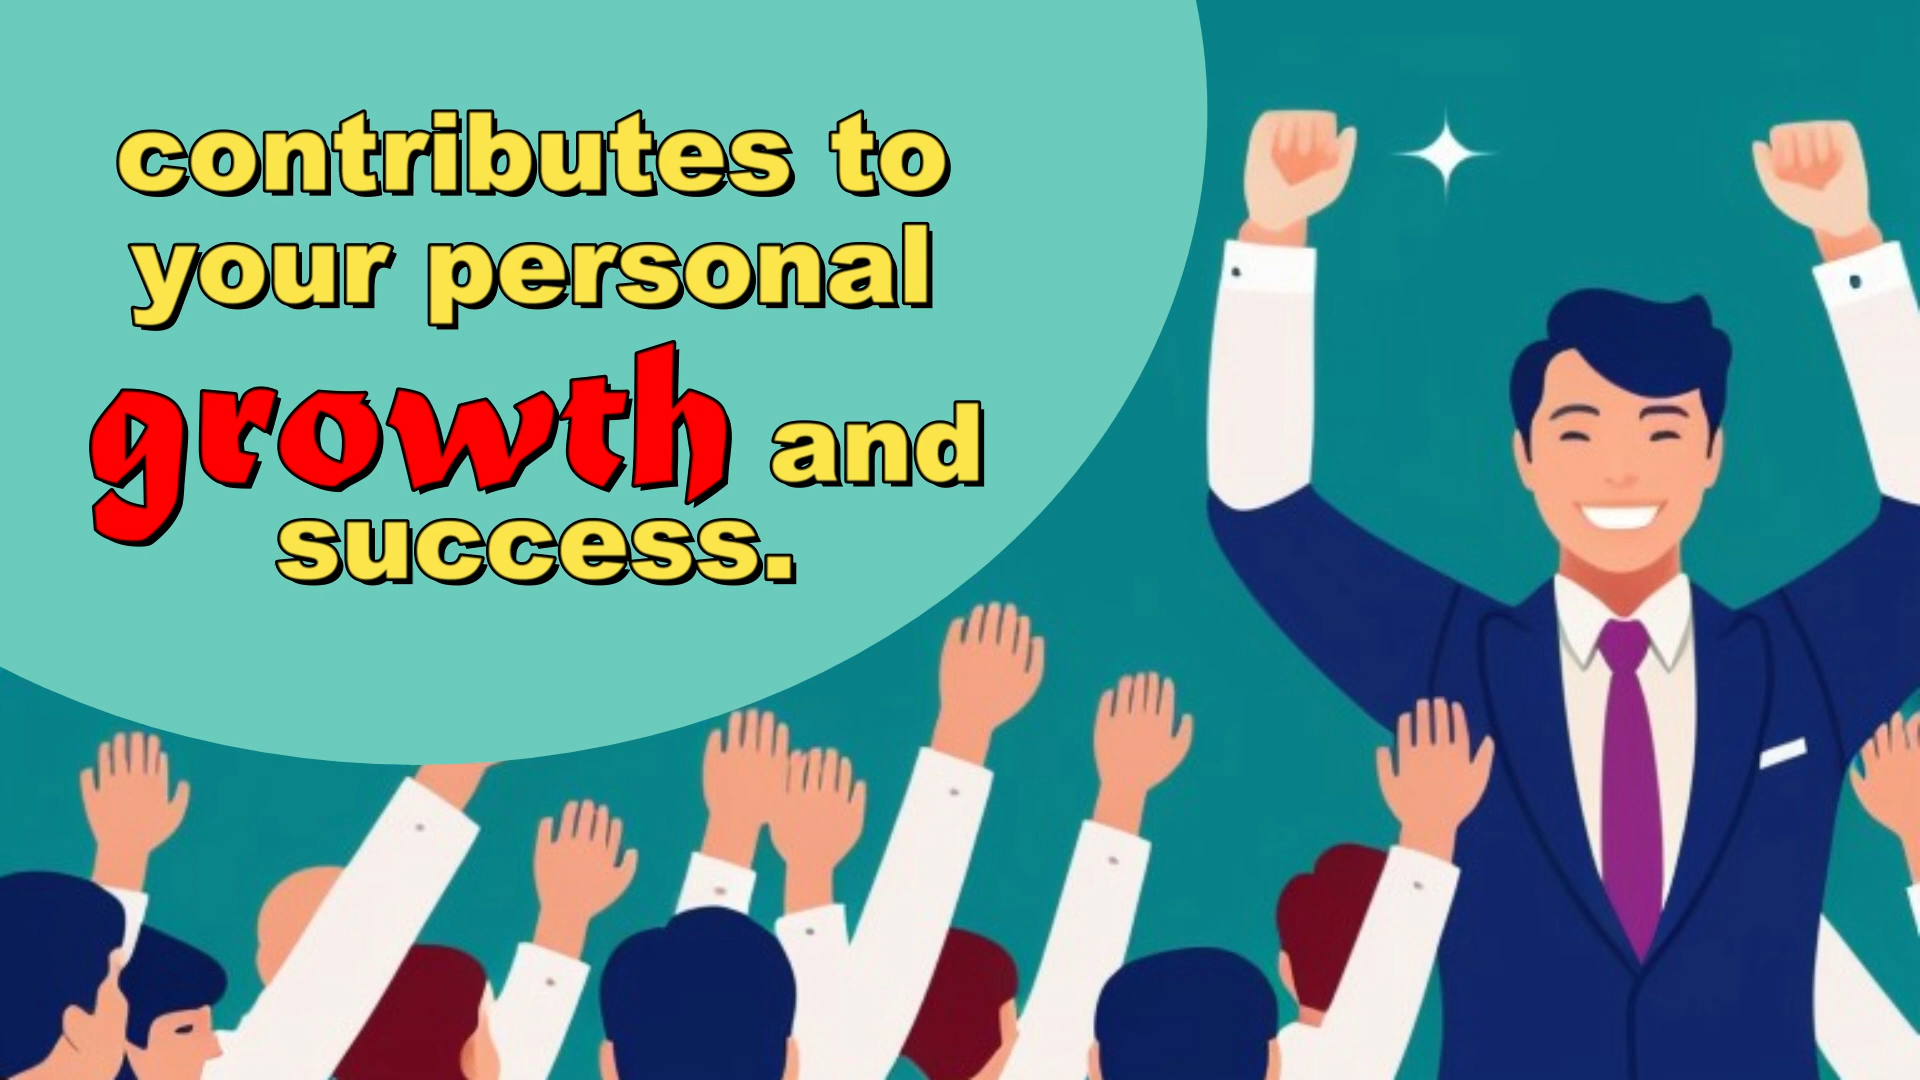 contributes to
your personal
growth and
success.